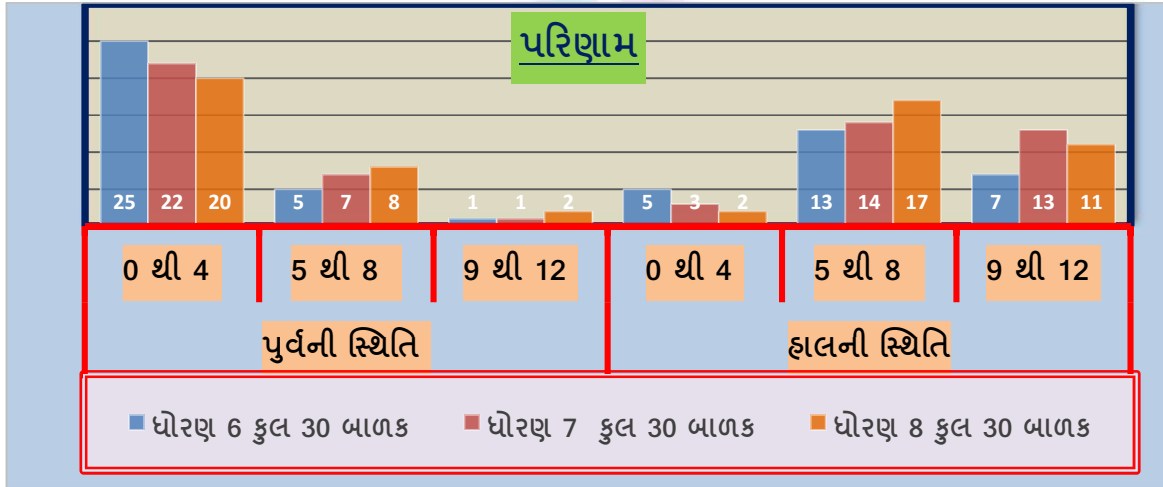 પરિણામ
25 22 20 5 7 8 1 1 2 5 3 2 13 14 17 7 13 11
0 થી 4 5 થી 8 9 થી 12 0 થી 4 5 થી 8 9 થી 12
પુર્વની સ્થિતિ હાલની સ્થિતિ
ધોરણ 6 કુલ 30 બાળક ધોરણ 7 કુલ 30 બાળક ધોરણ 8 કુલ 30 બાળક